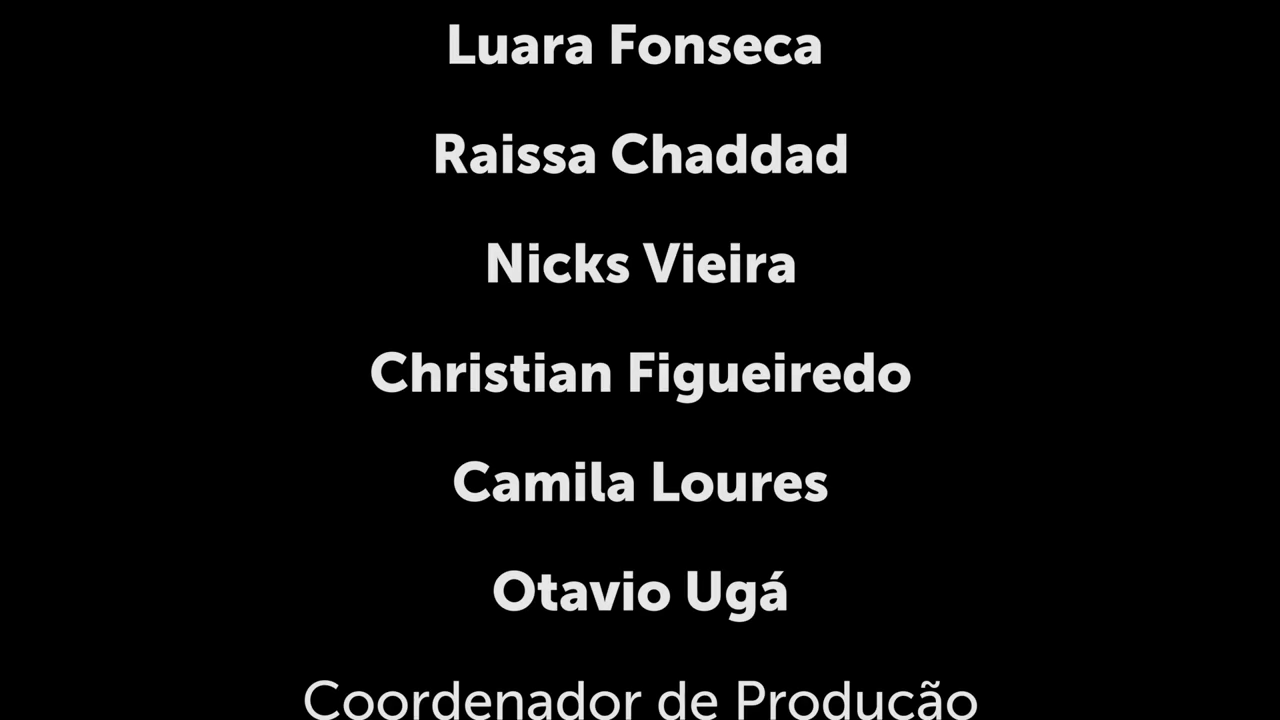 Luara Fonseca
Raissa Chaddad
Nicks Vieira
Christian Figueiredo
Camila Loures
Otavio Ugá
Coordenador de Produção